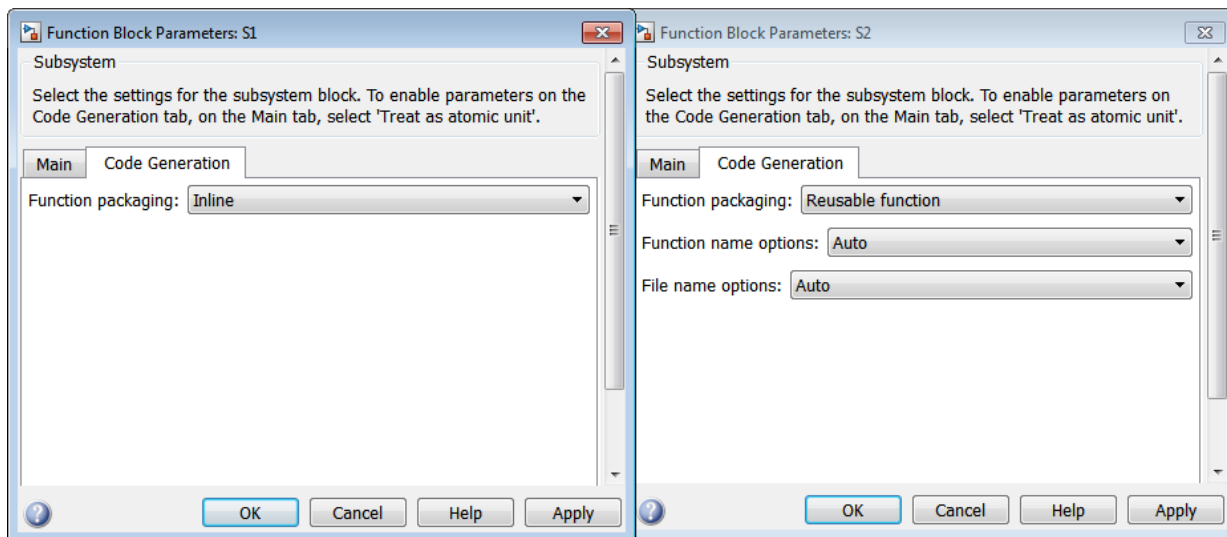 Function Block Parameters: S1
Subsystem
Select the settings for the subsystem block. To enable parameters on the
Code Generation tab, on the Main tab, select 'Treat as atomic unit'.
Main
Code Generation
Function packaging: Inline
OK
Cancel
Help
Apply
Function Block Parameters: S2
Subsystem
Select the settings for the subsystem block. To enable parameters on
the Code Generation tab, on the Main tab, select 'Treat as atomic unit'.
Main
Code Generation
Function packaging: Reusable function
Function name options: Auto
File name options: Auto
OK
Cancel
Help
Apply